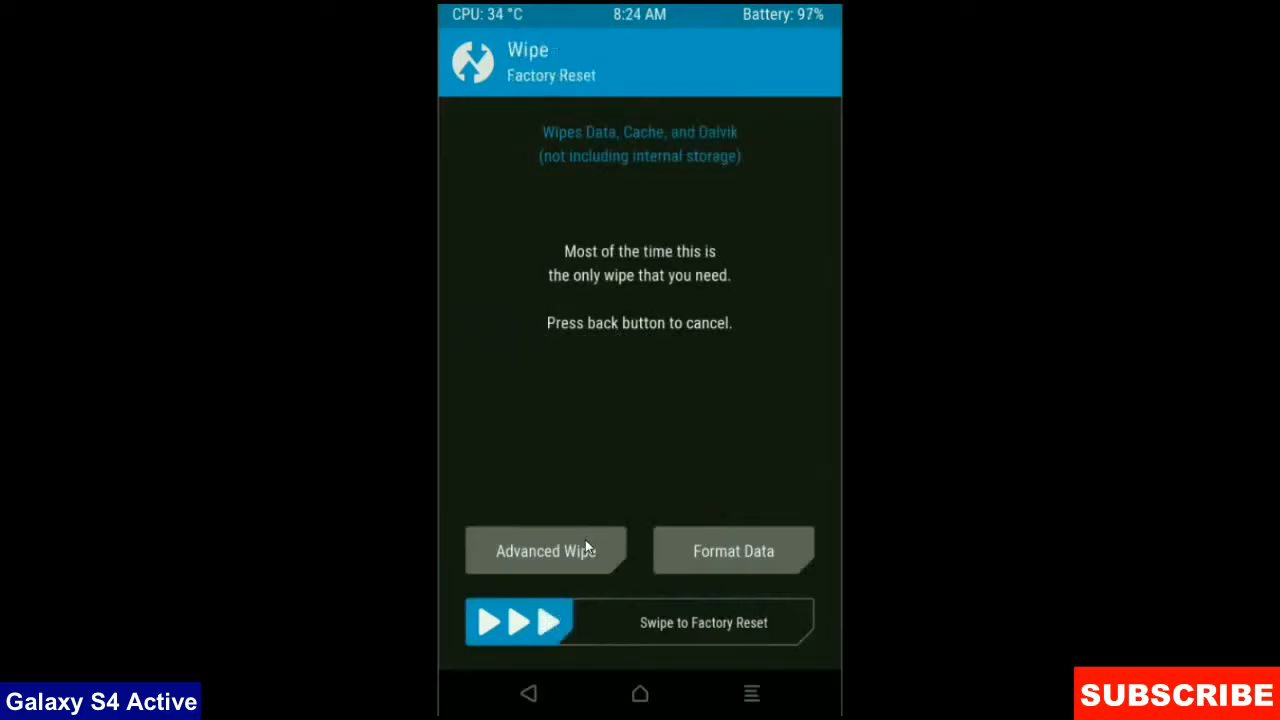 CPU: 34 °C 8:24 AM Battery: 97%
Wipe
Factory Reset
Wipes Data, Cache, and Dalvik
(not including internal storage)
Most of the time this is
the only wipe that you need.
Press back button to cancel.
Advanced Wipe Format Data
Swipe to Factory Reset
Galaxy S4 Active SUBSCRIBE